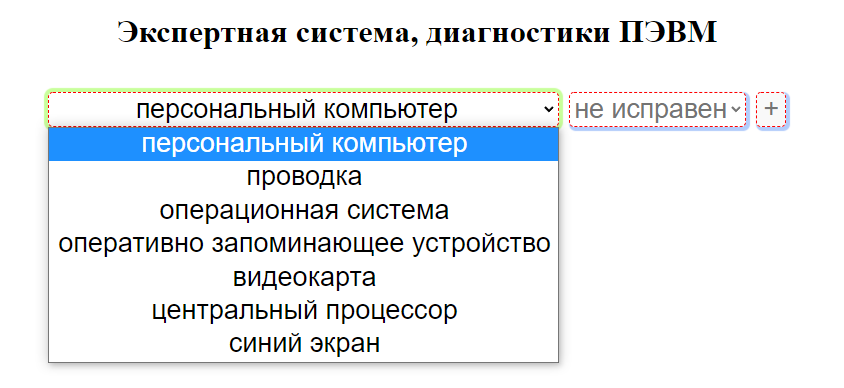 Экспертная система, диагностики ПЭВМ
персональный компьютер не исправен +
персональный компьютер
проводка
операционная система
оперативно запоминающее устройство
видеокарта
центральный процессор
синий экран